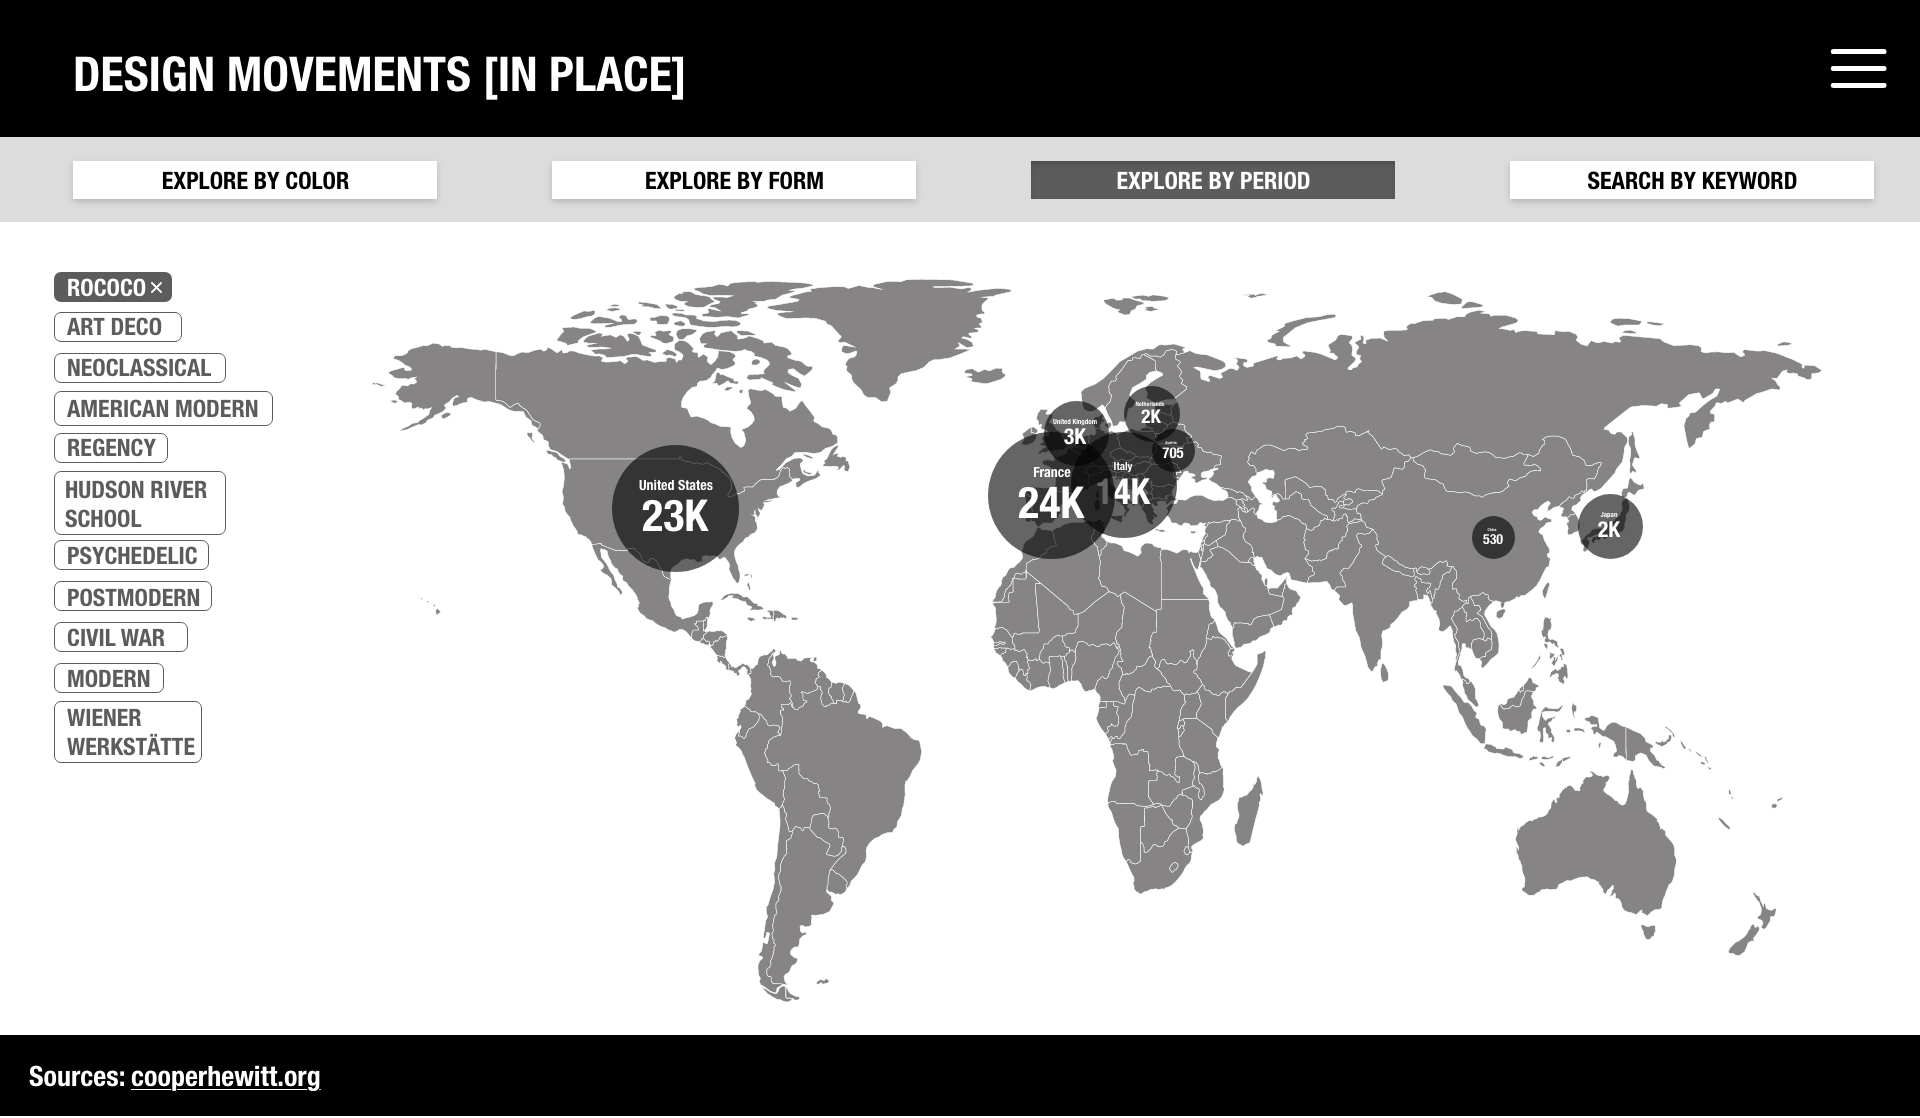 DESIGN MOVEMENTS [IN PLACE]
EXPLORE BY COLOR
EXPLORE BY FORM
EXPLORE BY PERIOD
SEARCH BY KEYWORD
ROCOCO ×
ART DECO
NEOCLASSICAL
AMERICAN MODERN
REGENCY
HUDSON RIVER
SCHOOL
PSYCHEDELIC
POSTMODERN
CIVIL WAR
MODERN
WIENER
WERKSTÄTTE
United States
23K
United Kingdom
3K
Netherlands
2K
Austria
705
France
24K
Italy
14K
China
530
Japan
2K
Sources: cooperhewitt.org